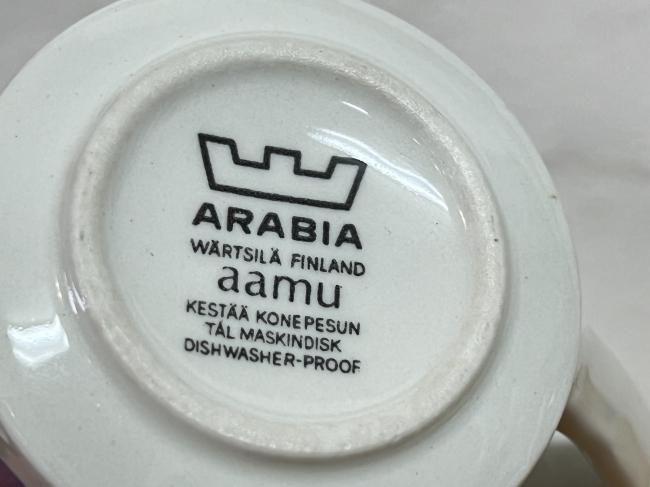 ARABIA
WÄRTSILÄ FINLAND
aamu
KESTÄÄ KONEPESUN
TÅL MASKINDISK
DISHWASHER-PROOF